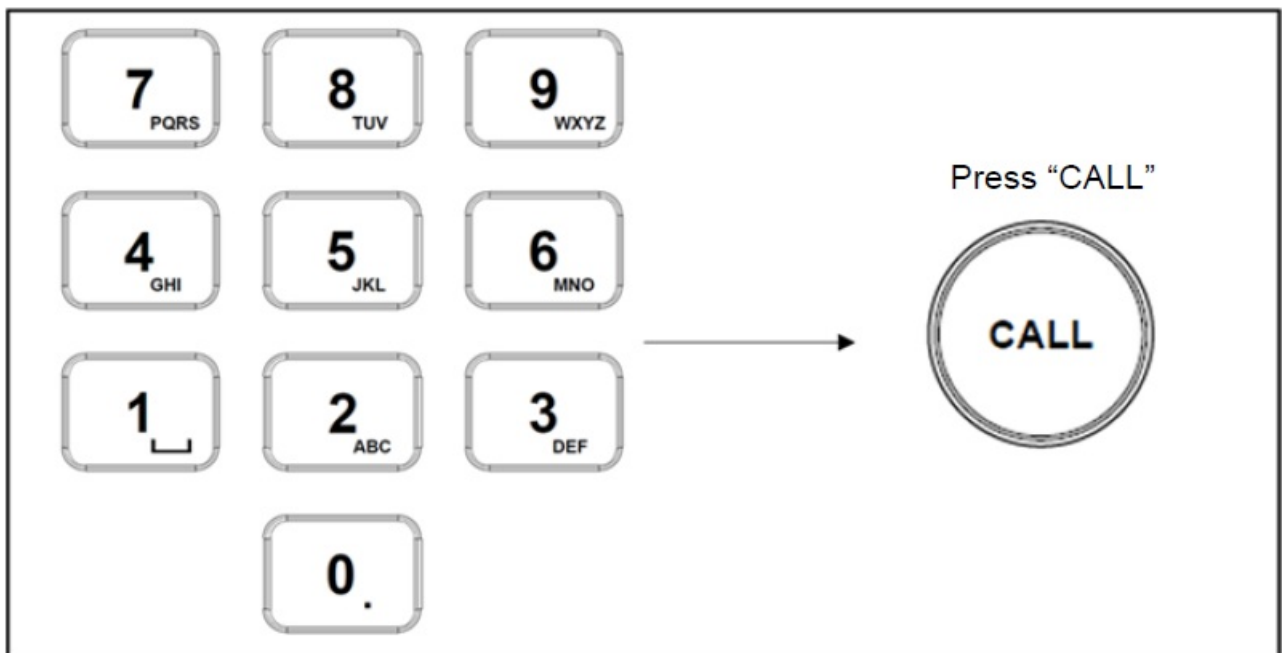 7 PQRS 8 TUV 9 WXYZ
Press “CALL”
4 GHI 5 JKL 6 MNO
CALL
1 2 ABC 3 DEF
0 .